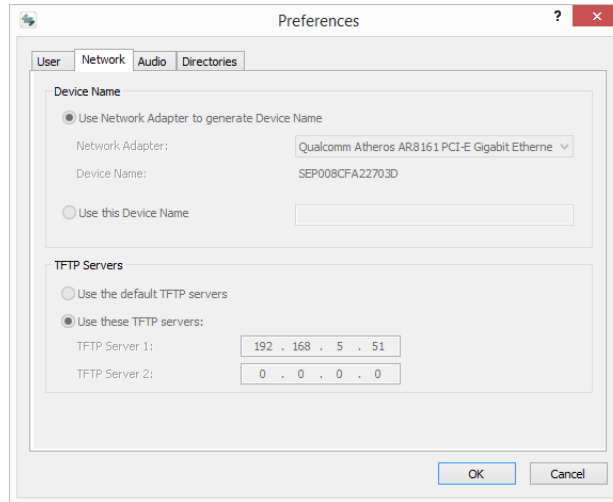 Preferences
?
User Network Audio Directories
Device Name
Use Network Adapter to generate Device Name
Network Adapter: Qualcomm Atheros AR8161 PCI-E Gigabit Etherne
Device Name: SEP008CFA22703D
Use this Device Name
TFTP Servers
Use the default TFTP servers
Use these TFTP servers:
TFTP Server 1: 192 . 168 . 5 . 51
TFTP Server 2: 0 . 0 . 0 . 0
OK Cancel